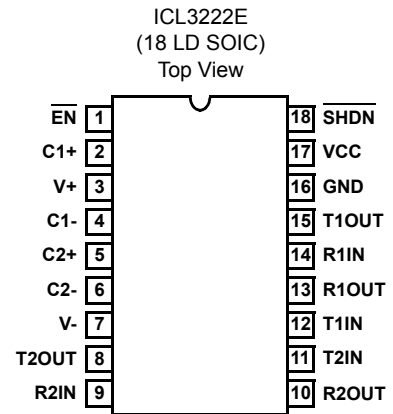 ICL3222E
(18 LD SOIC)
Top View
EN 1 18 SHDN
C1+ 2 17 VCC
V+ 3 16 GND
C1- 4 15 T1OUT
C2+ 5 14 R1IN
C2- 6 13 R1OUT
V- 7 12 T1IN
T2OUT 8 11 T2IN
R2IN 9 10 R2OUT